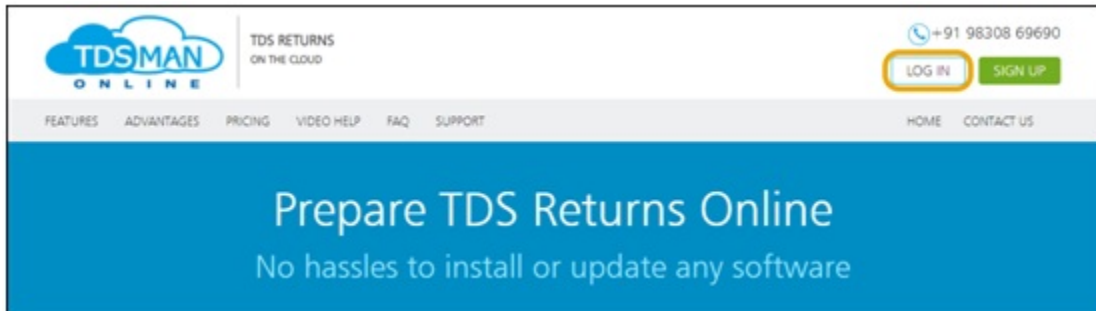 TDSMAN
ONLINE
TDS RETURNS
ON THE CLOUD
+91 98308 69690
LOG IN
SIGN UP
FEATURES ADVANTAGES PRICING VIDEO HELP FAQ SUPPORT HOME CONTACT US
Prepare TDS Returns Online
No hassles to install or update any software